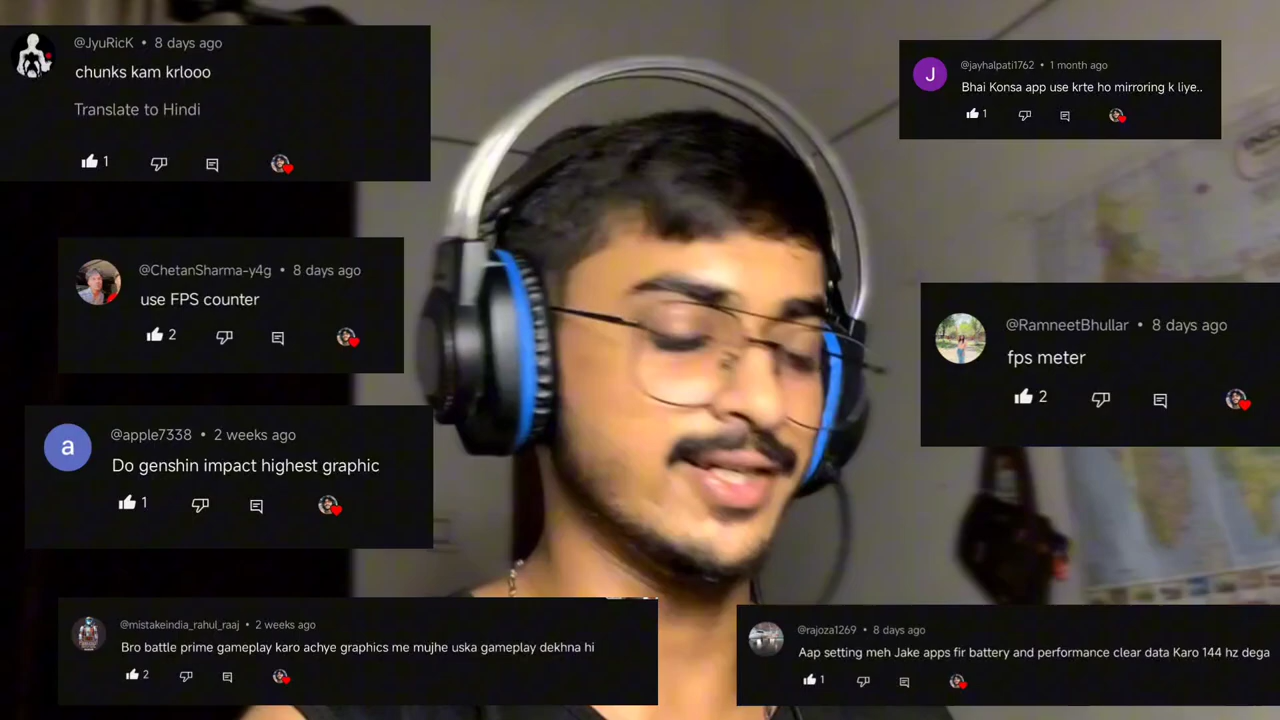 @JyuRicK • 8 days ago
chunks kam krlooo
Translate to Hindi
1
@jayhalpati1762 • 1 month ago
Bhai Konsa app use krte ho mirroring k liye..
1
@ChetanSharma-y4g • 8 days ago
use FPS counter
2
@RamneetBhullar • 8 days ago
fps meter
2
a
@apple7338 • 2 weeks ago
Do genshin impact highest graphic
1
@mistakeindia_rahul_raaj • 2 weeks ago
Bro battle prime gameplay karo achye graphics me mujhe uska gameplay dekhna hi
2
@rajoza1269 • 8 days ago
Aap setting meh Jake apps fir battery and performance clear data Karo 144 hz dega
1
J